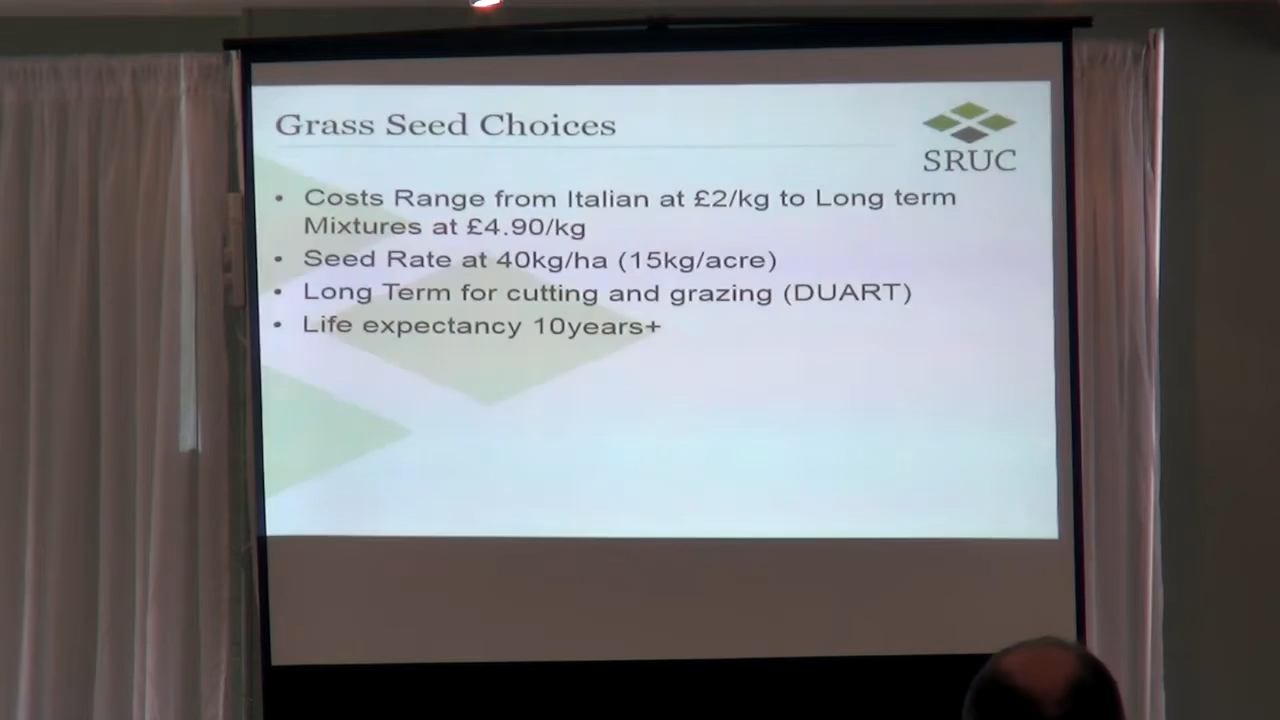 Grass Seed Choices
SRUC
• Costs Range from Italian at £2/kg to Long term
Mixtures at £4.90/kg
• Seed Rate at 40kg/ha (15kg/acre)
• Long Term for cutting and grazing (DUART)
• Life expectancy 10years+